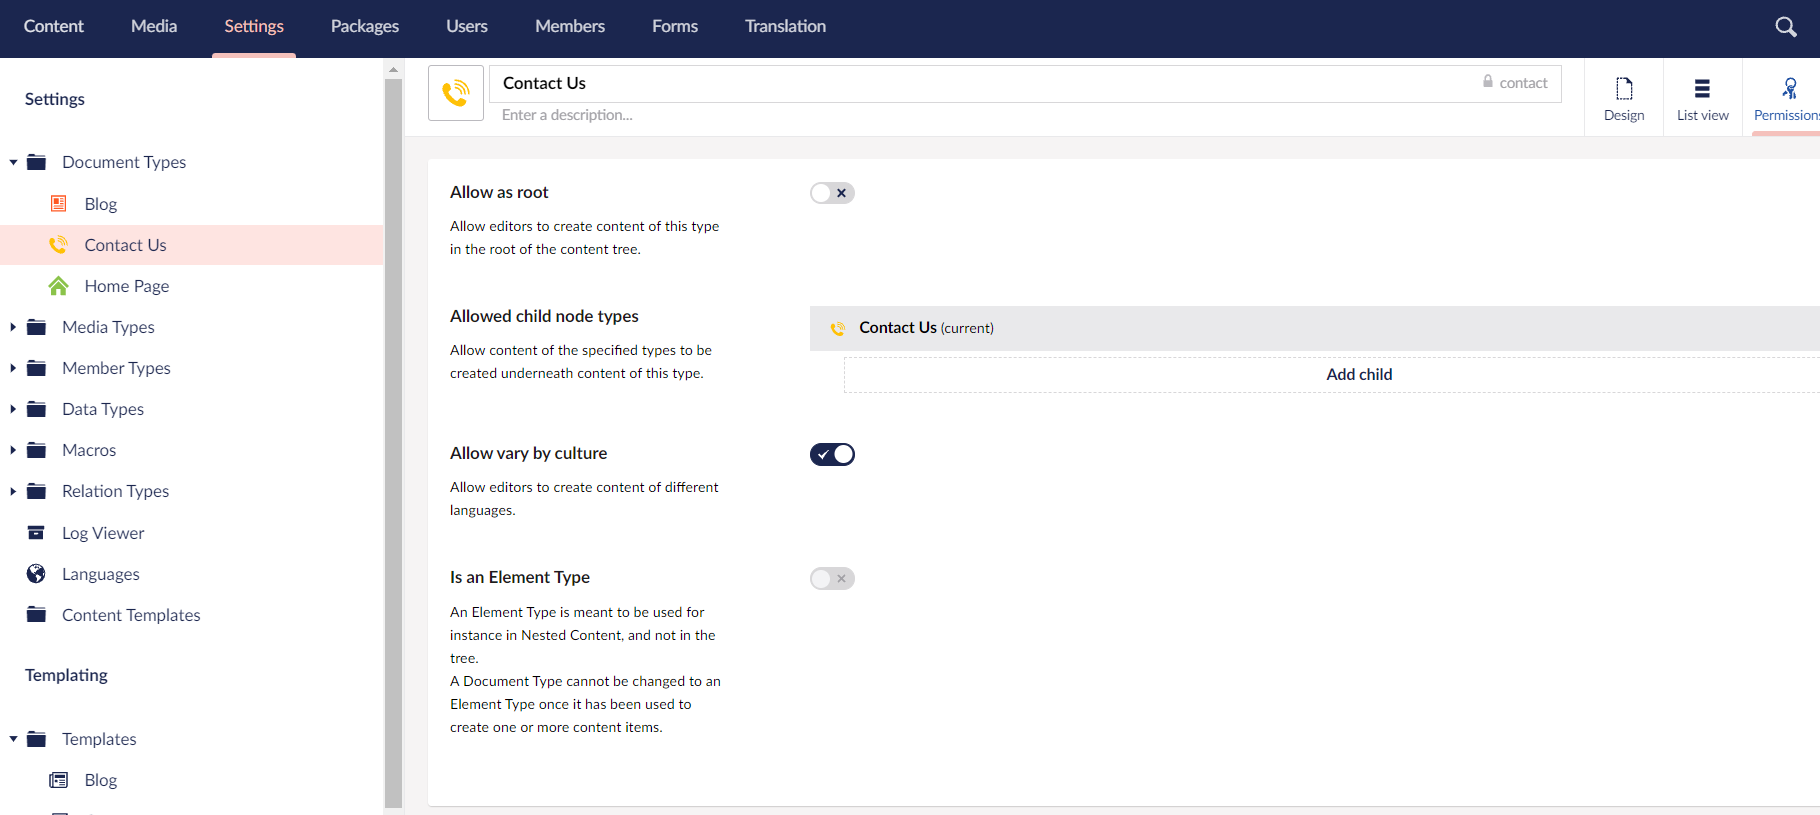 Content Media Settings Packages Users Members Forms Translation
Settings
Document Types
Blog
Contact Us
Home Page
Media Types
Member Types
Data Types
Macros
Relation Types
Log Viewer
Languages
Content Templates
Templating
Templates
Blog
Contact Us
contact
Enter a description...
Design
List view
Permissions
Allow as root
Allow editors to create content of this type
in the root of the content tree.
Allowed child node types
Allow content of the specified types to be
created underneath content of this type.
Contact Us (current)
Add child
Allow vary by culture
Allow editors to create content of different
languages.
Is an Element Type
An Element Type is meant to be used for
instance in Nested Content, and not in the
tree.
A Document Type cannot be changed to an
Element Type once it has been used to
create one or more content items.